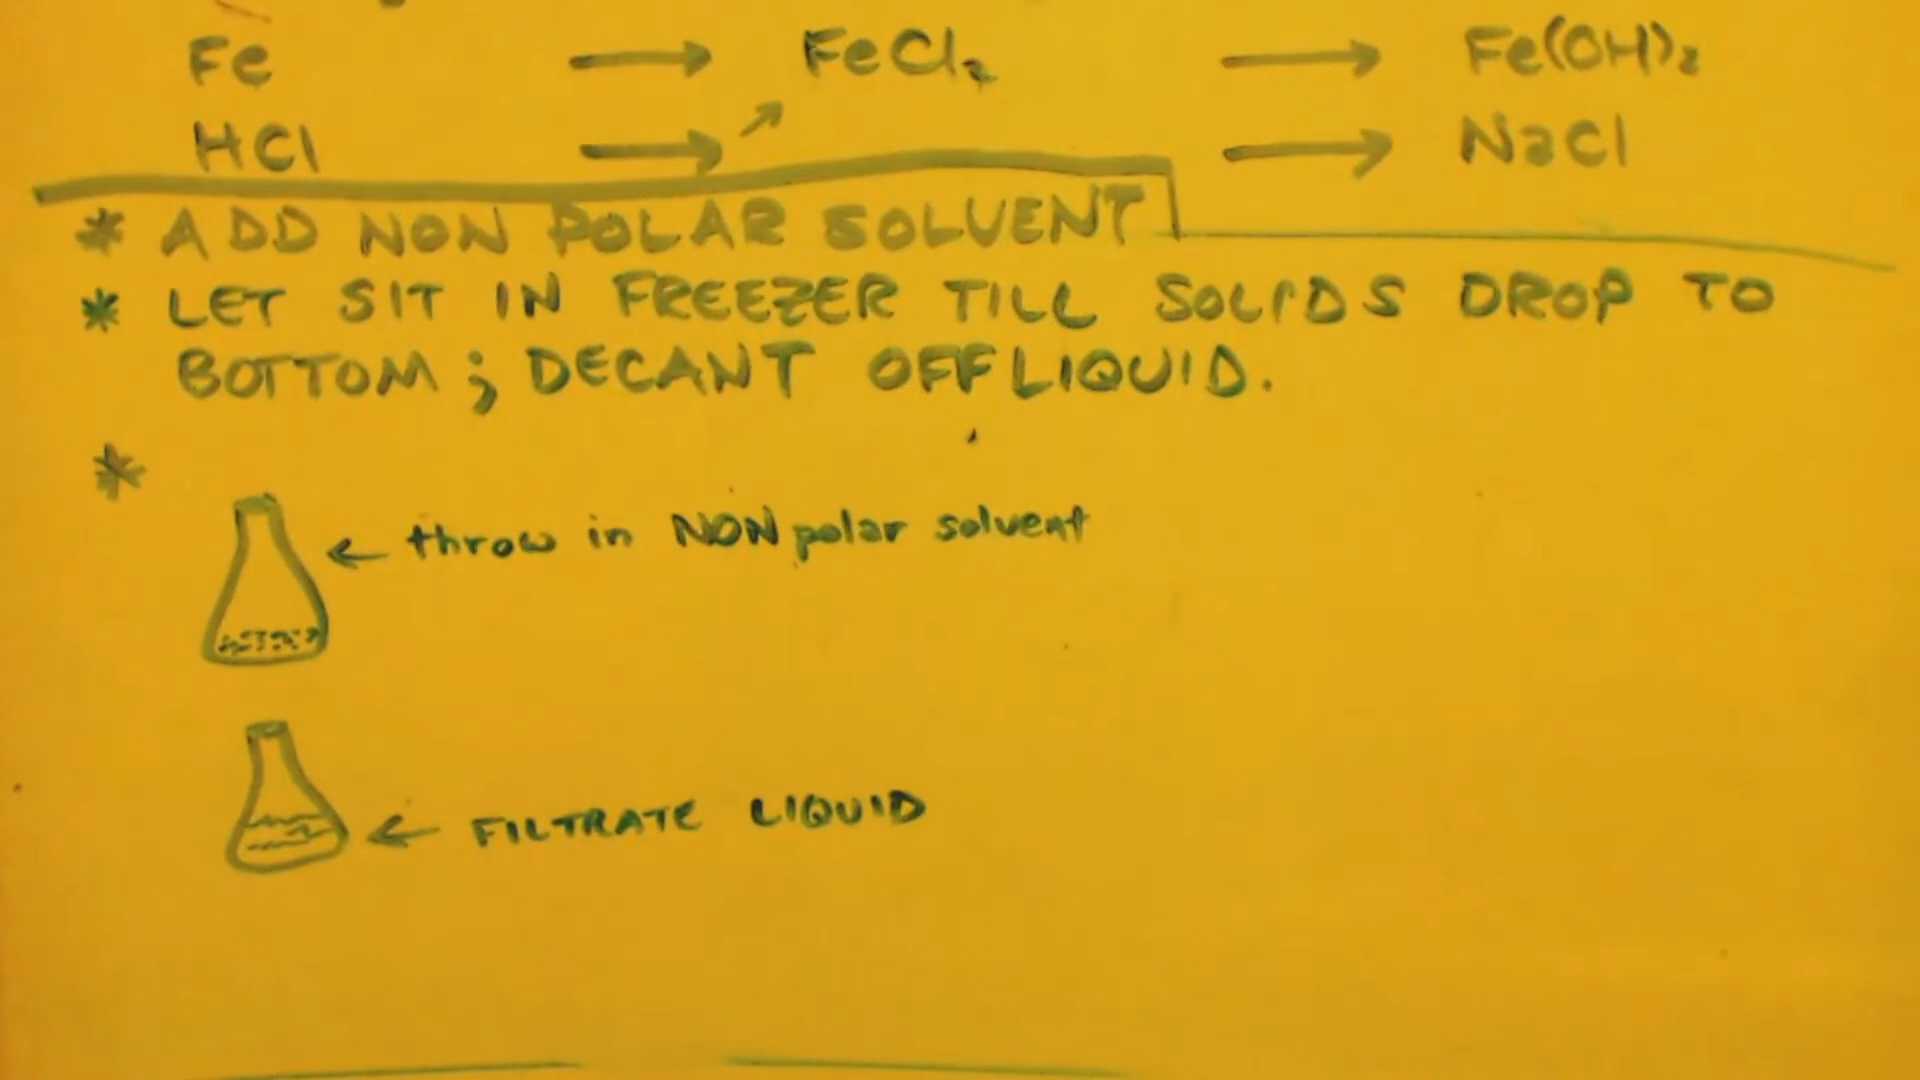 Fe → FeCl₂ → Fe(OH)₂
HCl → ↗ → NaCl
* ADD NON POLAR SOLVENT
* LET SIT IN FREEZER TILL SOLIDS DROP TO
BOTTOM ; DECANT OFF LIQUID.
*
← throw in NON polar solvent
← FILTRATE LIQUID